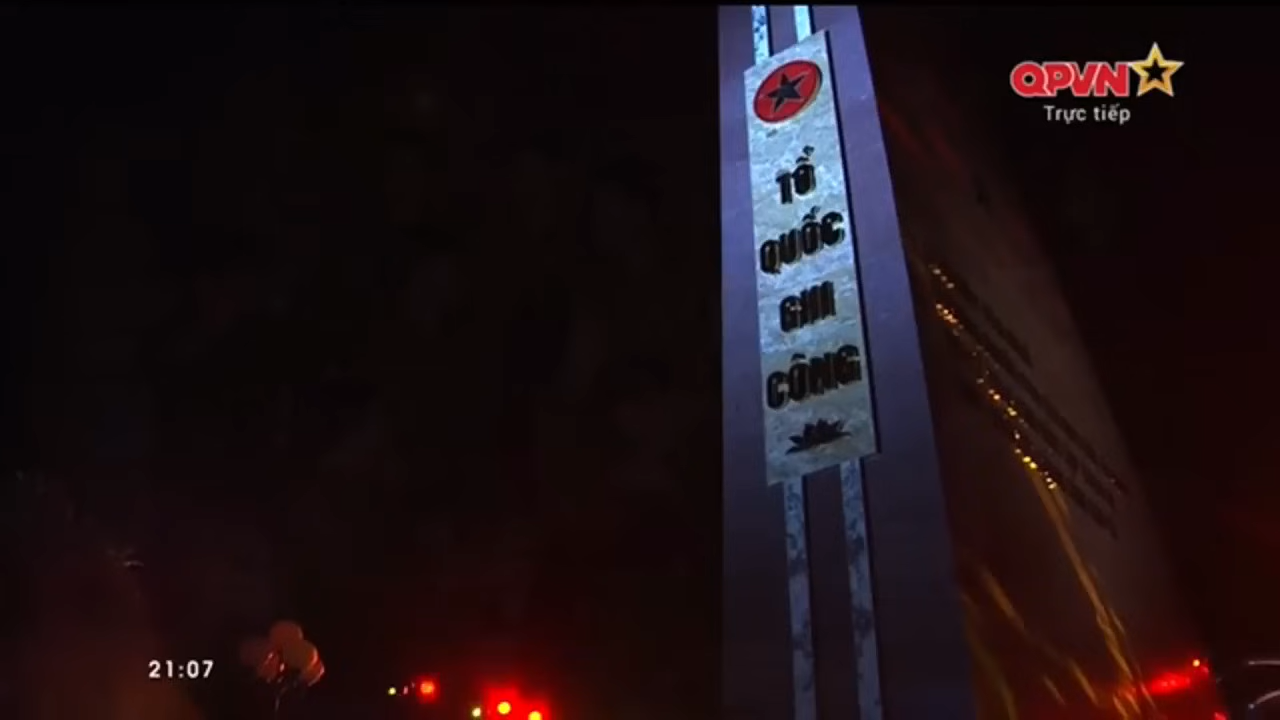 QPVN
Trực tiếp
TỔ
QUỐC
GHI
CÔNG
21:07